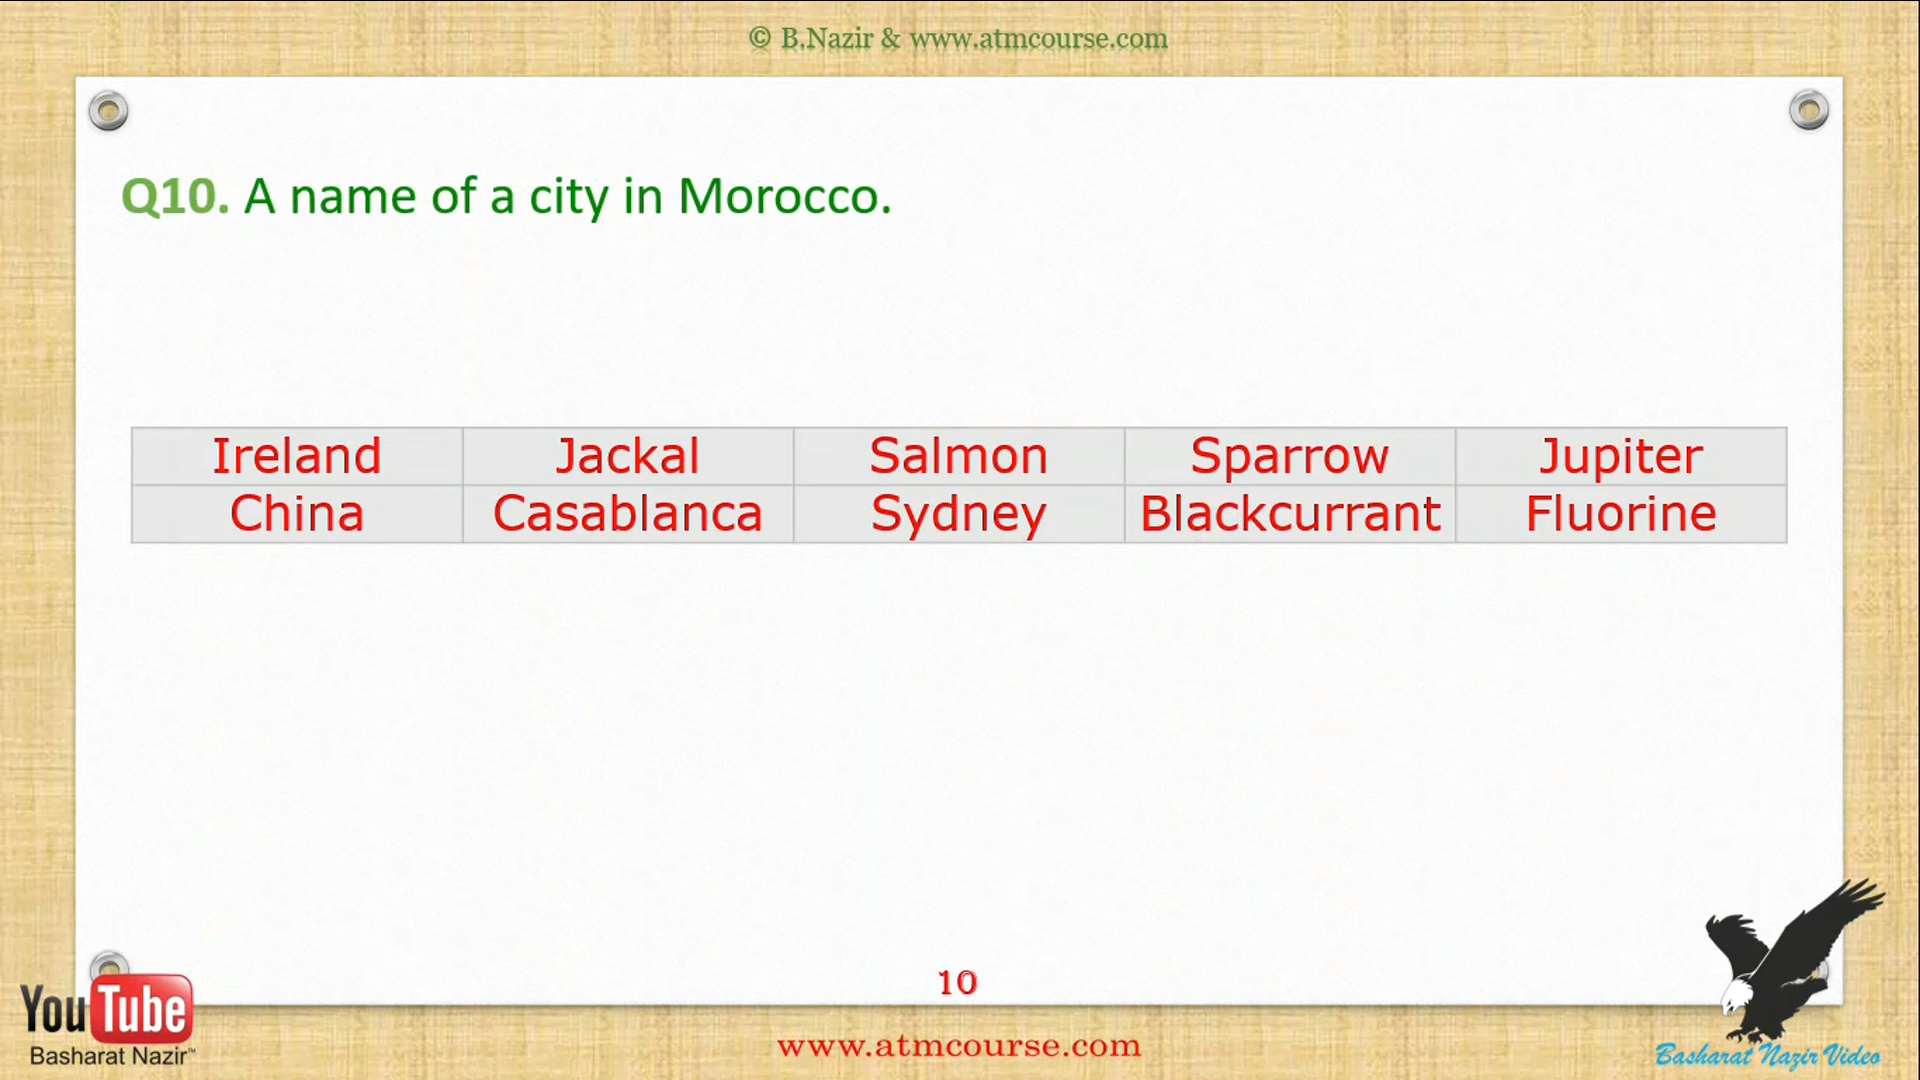 © B.Nazir & www.atmcourse.com
Q10. A name of a city in Morocco.
Ireland Jackal Salmon Sparrow Jupiter
China Casablanca Sydney Blackcurrant Fluorine
10
YouTube
Basharat Nazir™
www.atmcourse.com
Basharat Nazir Video